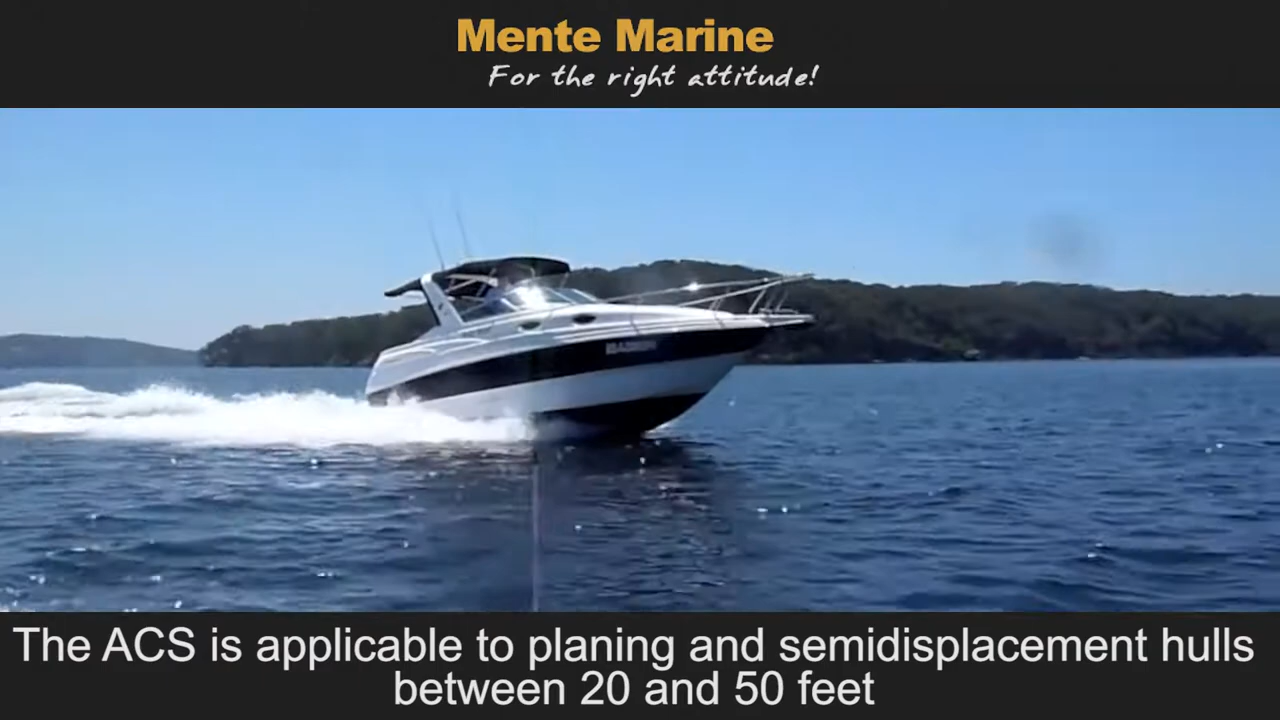 Mente Marine
For the right attitude!
The ACS is applicable to planing and semidisplacement hulls
between 20 and 50 feet